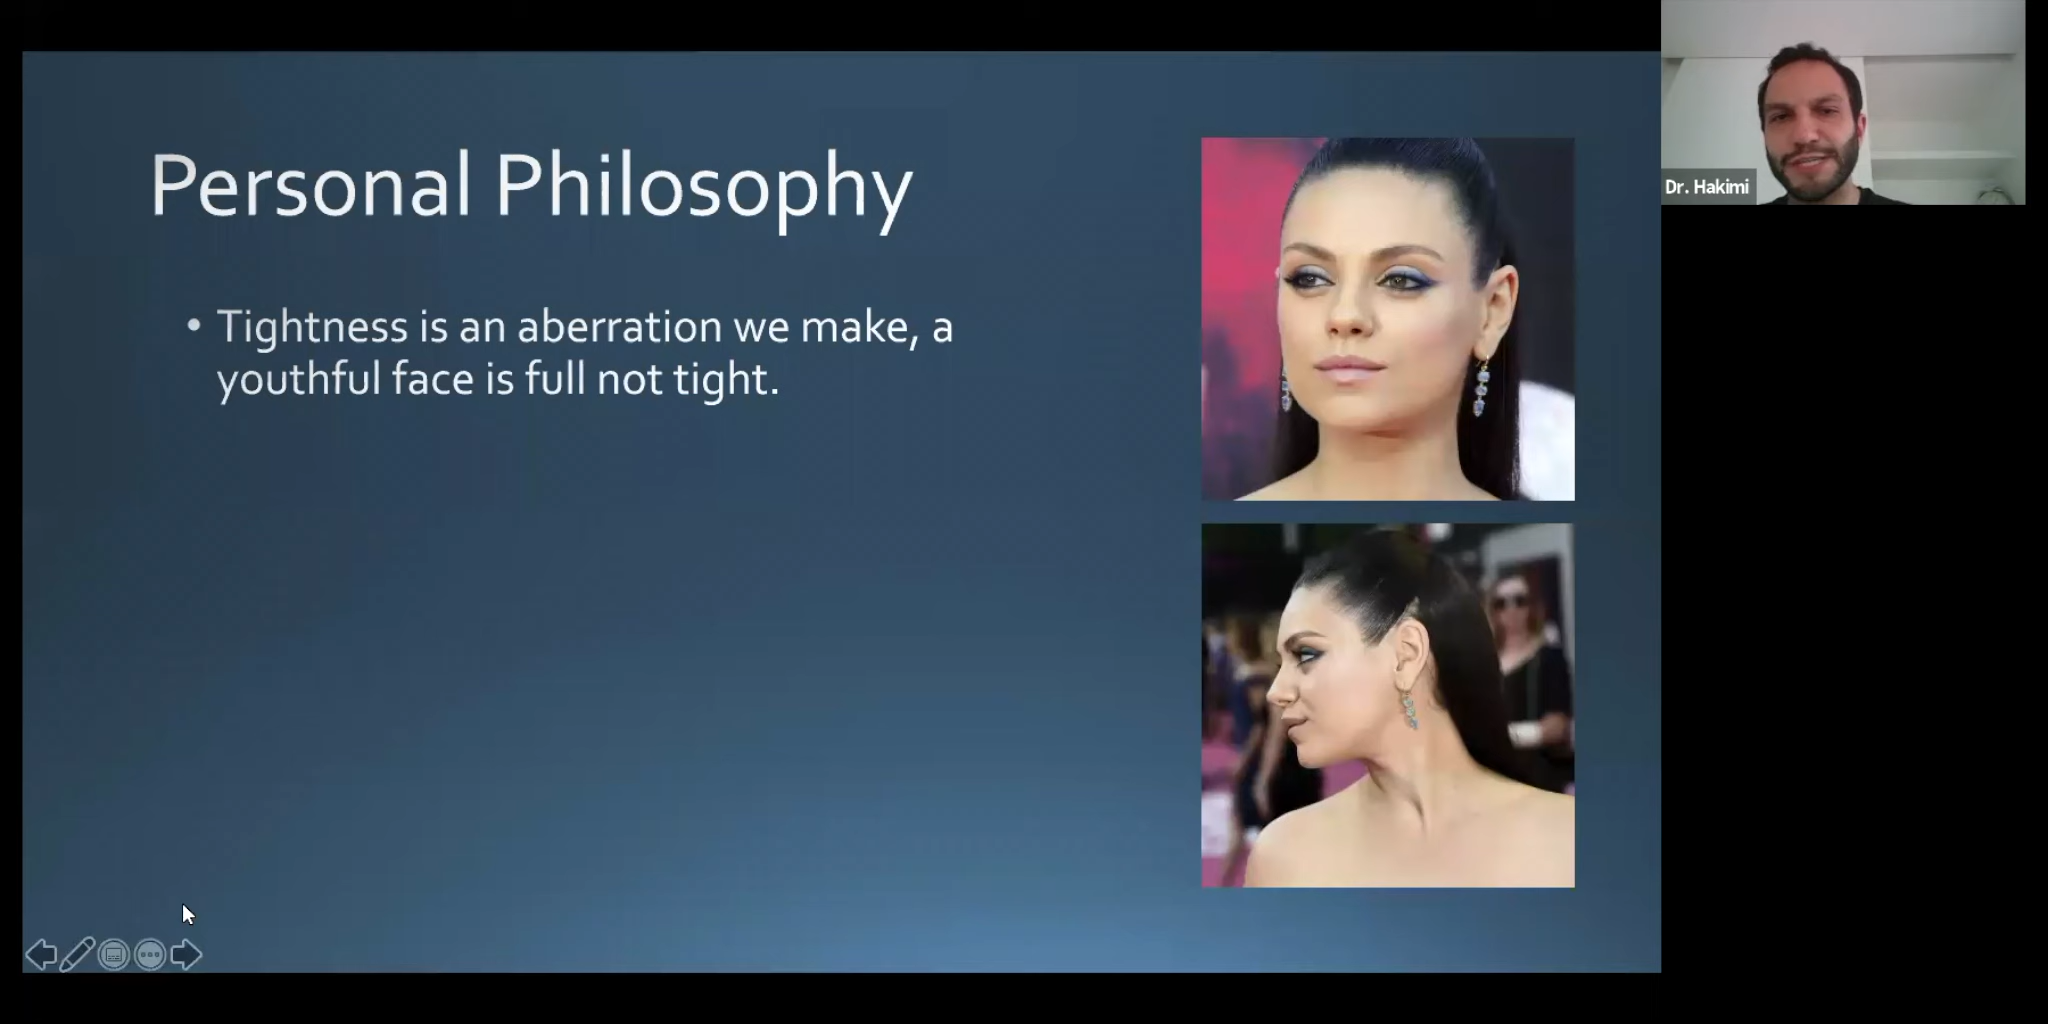 Personal Philosophy
• Tightness is an aberration we make, a
youthful face is full not tight.
Dr. Hakimi